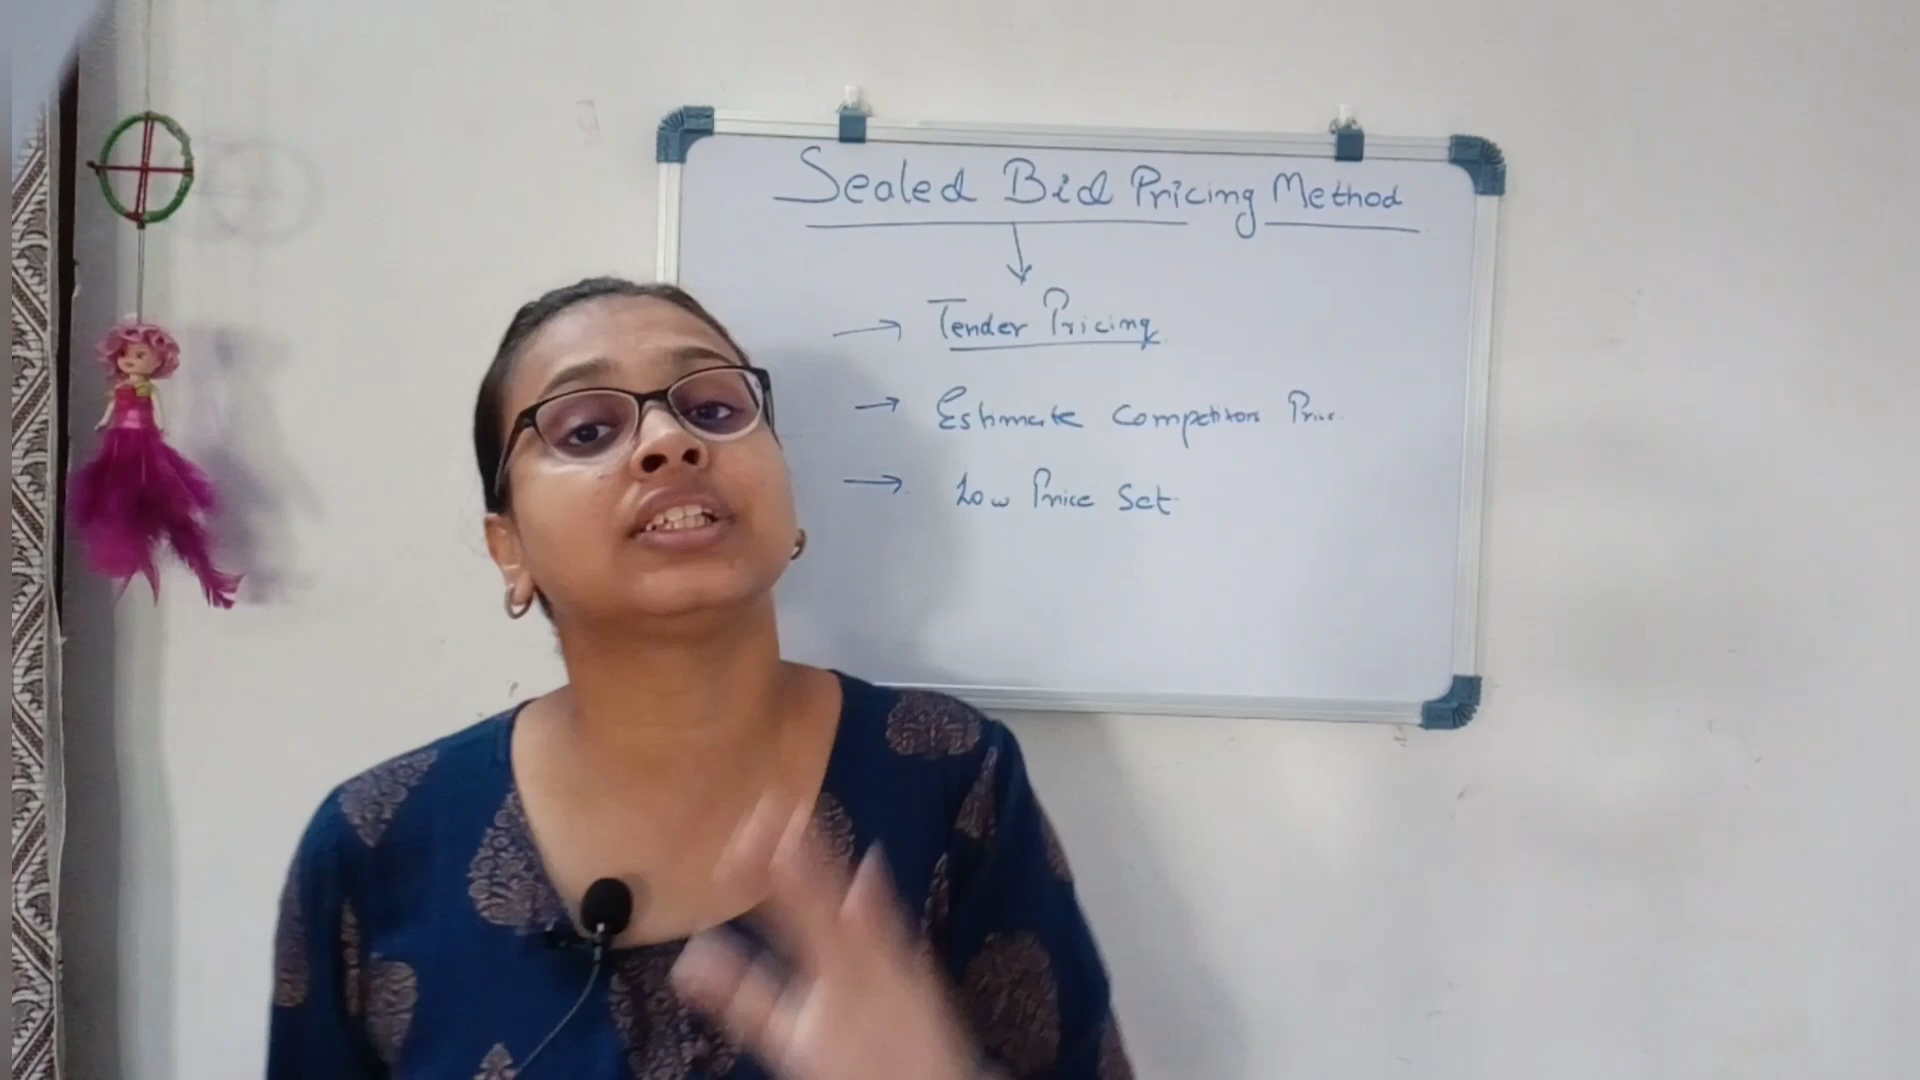 Sealed Bid Pricing Method
Tender Pricing
Estimate Competitors Price
Low Price Set